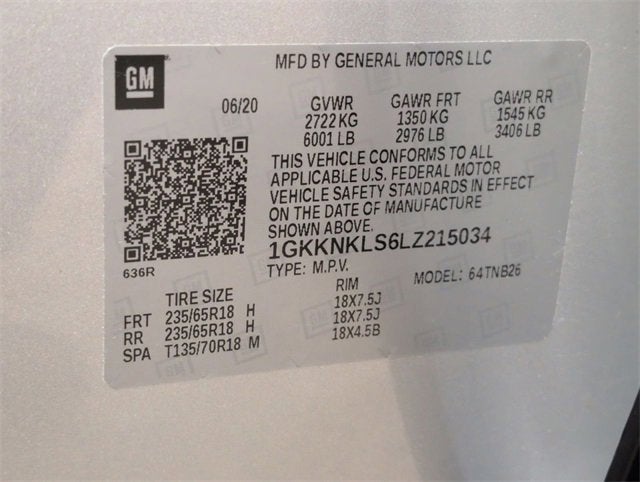 GM
MFD BY GENERAL MOTORS LLC
06/20 GVWR GAWR FRT GAWR RR
2722 KG 1350 KG 1545 KG
6001 LB 2976 LB 3406 LB
THIS VEHICLE CONFORMS TO ALL
APPLICABLE U.S. FEDERAL MOTOR
VEHICLE SAFETY STANDARDS IN EFFECT
ON THE DATE OF MANUFACTURE
SHOWN ABOVE.
1GKKNKLS6LZ215034
636R
TYPE: M.P.V. MODEL: 64TNB26
TIRE SIZE RIM
FRT 235/65R18 H 18X7.5J
RR 235/65R18 H 18X7.5J
SPA T135/70R18 M 18X4.5B